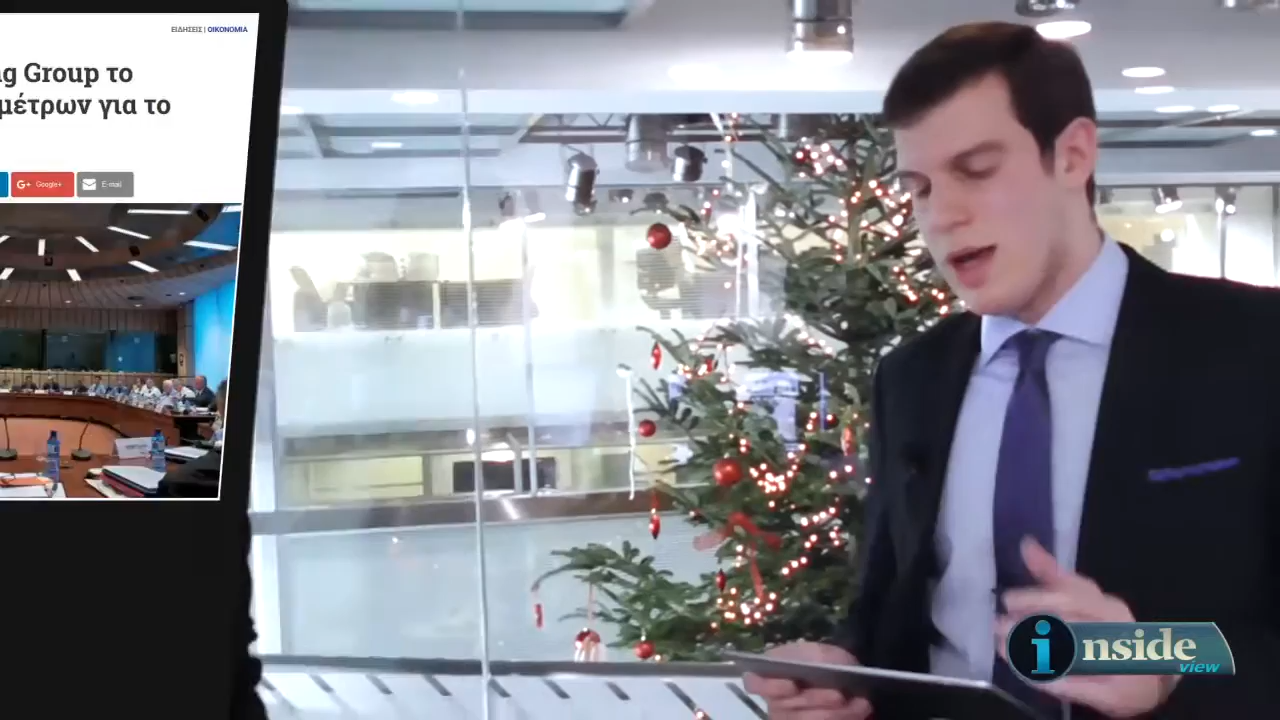 ΕΙΔΗΣΕΙΣ | ΟΙΚΟΝΟΜΙΑ
g Group το
μέτρων για το
G+ Google+
E-mail
inside
view